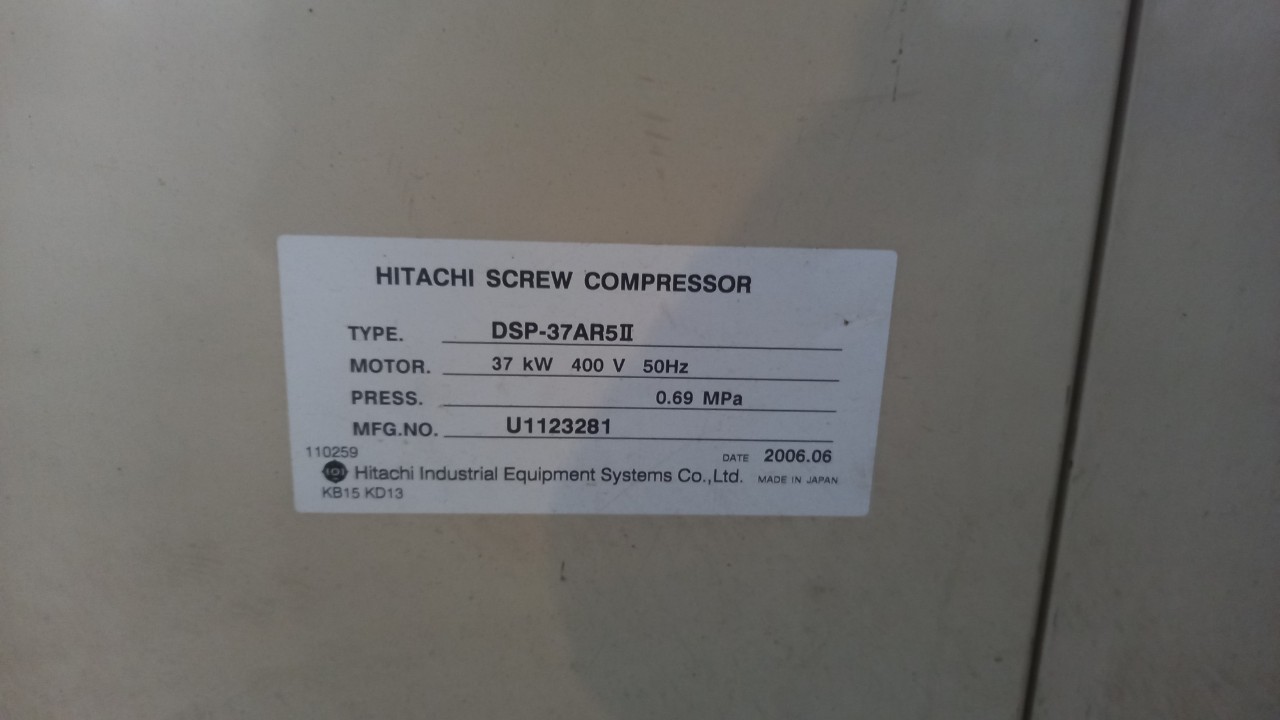 HITACHI SCREW COMPRESSOR
TYPE. DSP-37AR5Ⅱ
MOTOR. 37 kW 400 V 50Hz
PRESS. 0.69 MPa
MFG.NO. U1123281
110259 DATE 2006.06
Hitachi Industrial Equipment Systems Co.,Ltd. MADE IN JAPAN
KB15 KD13